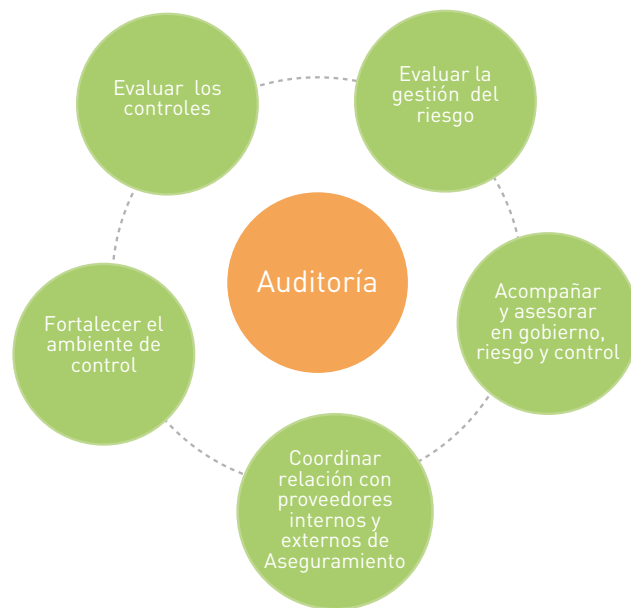 Evaluar los
controles
Evaluar la
gestión del
riesgo
Auditoría
Acompañar
y asesorar
en gobierno,
riesgo y control
Fortalecer el
ambiente de
control
Coordinar
relación con
proveedores
internos y
externos de
Aseguramiento